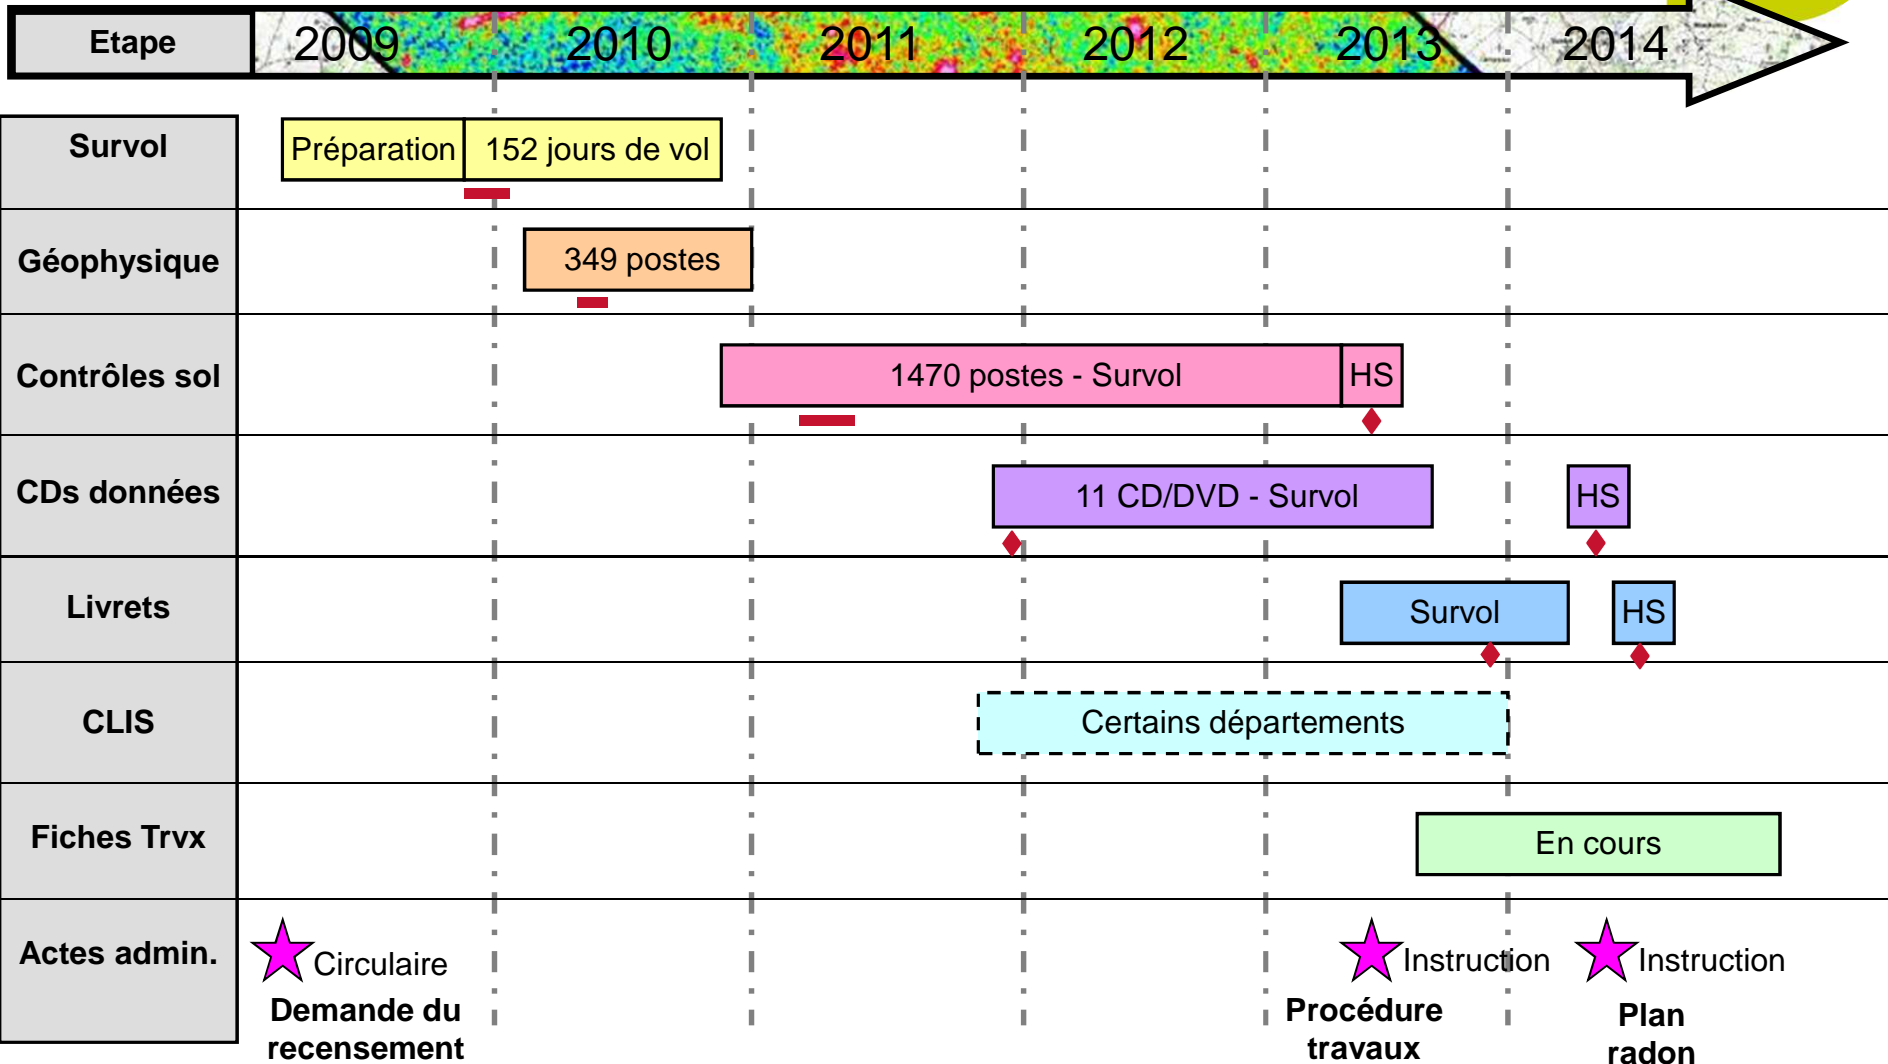 Etape 2009 2010 2011 2012 2013 2014
Survol Préparation 152 jours de vol
Géophysique 349 postes
Contrôles sol 1470 postes - Survol HS
CDs données 11 CD/DVD - Survol HS
Livrets Survol HS
CLIS Certains départements
Fiches Trvx En cours
Actes admin. Circulaire Instruction Instruction
Demande du Procédure Plan
recensement travaux radon